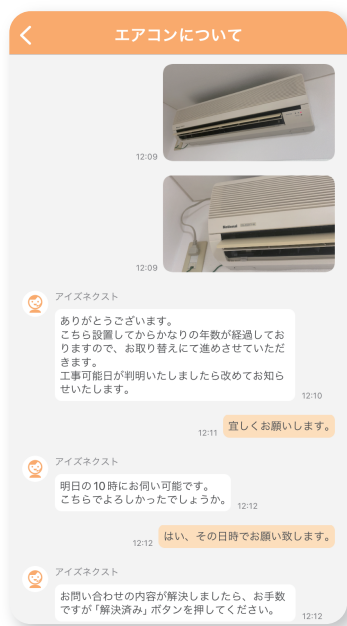 エアコンについて
12:09
12:09
アイズネクスト
ありがとうございます。
こちら設置してからかなりの年数が経過してお
りますので、お取り替えにて進めさせていただ
きます。
工事可能日が判明いたしましたら改めてお知ら
せいたします。
12:10
宜しくお願いします。
12:11
アイズネクスト
明日の10時にお伺い可能です。
こちらでよろしかったでしょうか。
12:12
はい、その日時でお願い致します。
12:12
アイズネクスト
お問い合わせの内容が解決しましたら、お手数
ですが「解決済み」ボタンを押してください。
12:12